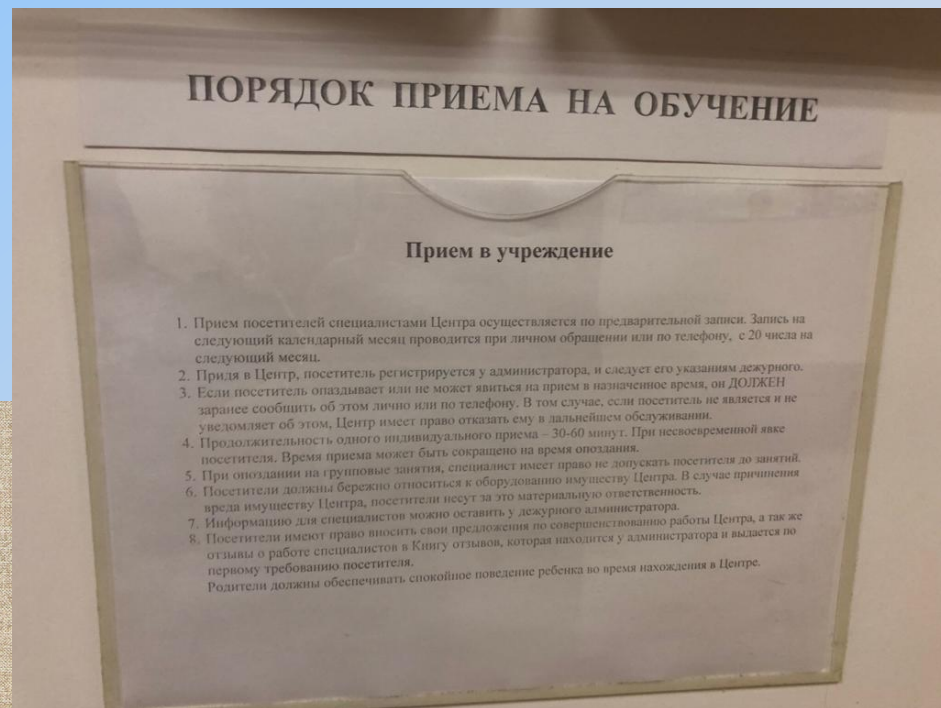 ПОРЯДОК ПРИЕМА НА ОБУЧЕНИЕ
Прием в учреждение
1. Прием посетителей специалистами Центра осуществляется по предварительной записи. Запись на
следующий календарный месяц проводится при личном обращении или по телефону, с 20 числа на
следующий месяц.
2. Придя в Центр, посетитель регистрируется у администратора, и следует его указаниям дежурного.
3. Если посетитель опаздывает или не может явиться на прием в назначенное время, он ДОЛЖЕН
заранее сообщить об этом лично или по телефону. В том случае, если посетитель не является и не
уведомляет об этом, Центр имеет право отказать ему в дальнейшем обслуживании.
4. Продолжительность одного индивидуального приема – 30-60 минут. При несвоевременной явке
посетителя. Время приема может быть сокращено на время опоздания.
5. При опоздании на групповые занятия, специалист имеет право не допускать посетителя до занятий.
6. Посетители должны бережно относиться к оборудованию имуществу Центра. В случае причинения
вреда имуществу Центра, посетители несут за это материальную ответственность.
7. Информацию для специалистов можно оставить у дежурного администратора.
8. Посетители имеют право вносить свои предложения по совершенствованию работы Центра, а так же
отзывы о работе специалистов в Книгу отзывов, которая находится у администратора и выдается по
первому требованию посетителя.
Родители должны обеспечивать спокойное поведение ребенка во время нахождения в Центре.